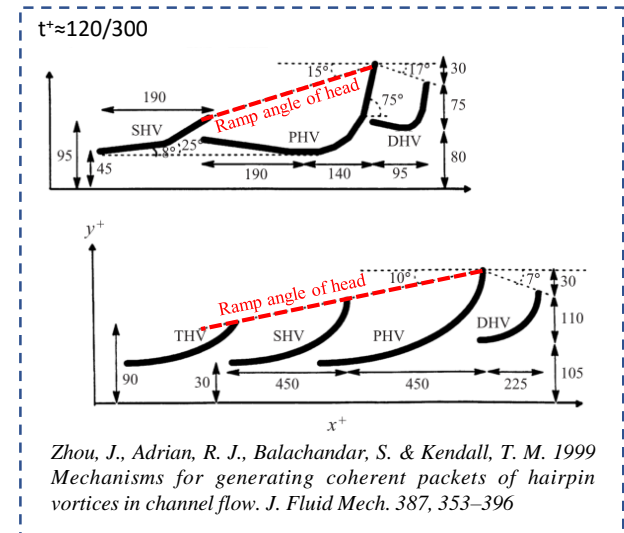 t⁺≈120/300
15°
17°
30
190
Ramp angle of head
75°
75
SHV
PHV
DHV
95
8°
25°
45
80
190
140
95
y⁺
10°
7°
30
Ramp angle of head
THV
SHV
PHV
DHV
110
90
30
450
450
225
105
x⁺
Zhou, J., Adrian, R. J., Balachandar, S. & Kendall, T. M. 1999
Mechanisms for generating coherent packets of hairpin
vortices in channel flow. J. Fluid Mech. 387, 353–396